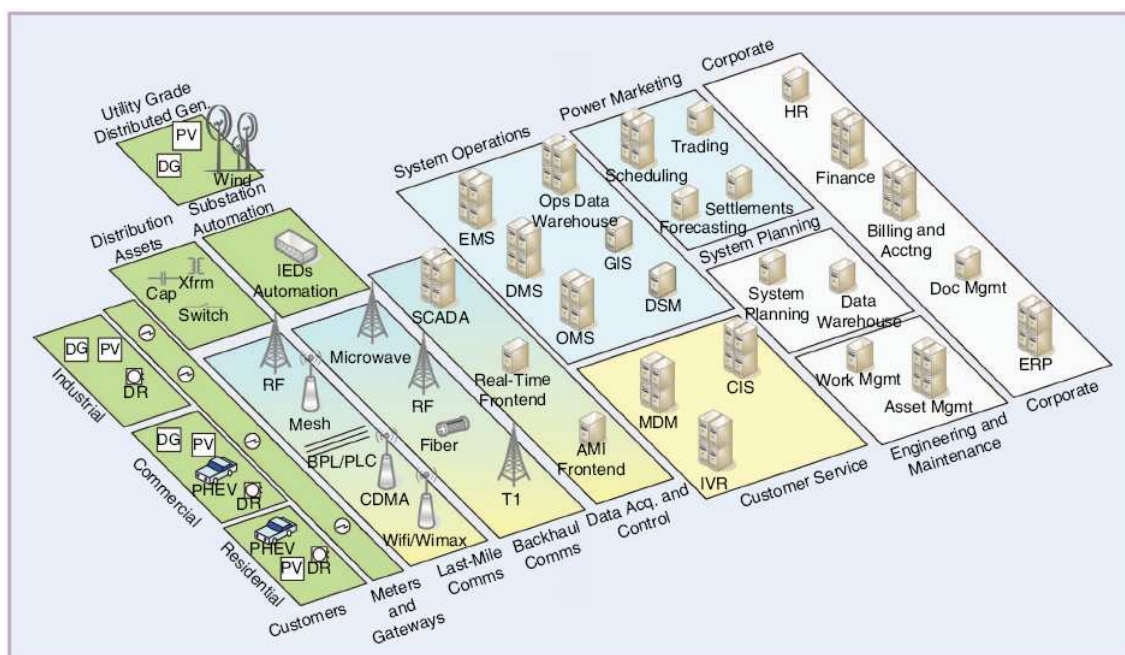 Corporate
Power Marketing
Utility Grade
Distributed Gen.
PV
DG
Wind
HR
Trading
Scheduling
Finance
System Operations
Ops Data
Warehouse
Settlements
Forecasting
Billing and
Acctng
EMS
GIS
Substation
Automation
Distribution
Assets
IEDs
Automation
Xfrm
Cap
Switch
System Planning
DMS
DSM
OMS
System
Planning
Data
Warehouse
Doc Mgmt
SCADA
Microwave
RF
RF
Real-Time
Frontend
CIS
Work Mgmt
Asset Mgmt
ERP
DG
PV
DR
Industrial
Mesh
Fiber
BPL/PLC
CDMA
T1
Wifi/Wimax
MDM
AMI
Frontend
IVR
Corporate
Engineering and
Maintenance
Customer Service
DG
PV
PHEV
DR
Commercial
PHEV
PV
DR
Residential
Data Acq. and
Control
Backhaul
Comms
Last-Mile
Comms
Meters
and
Gateways
Customers